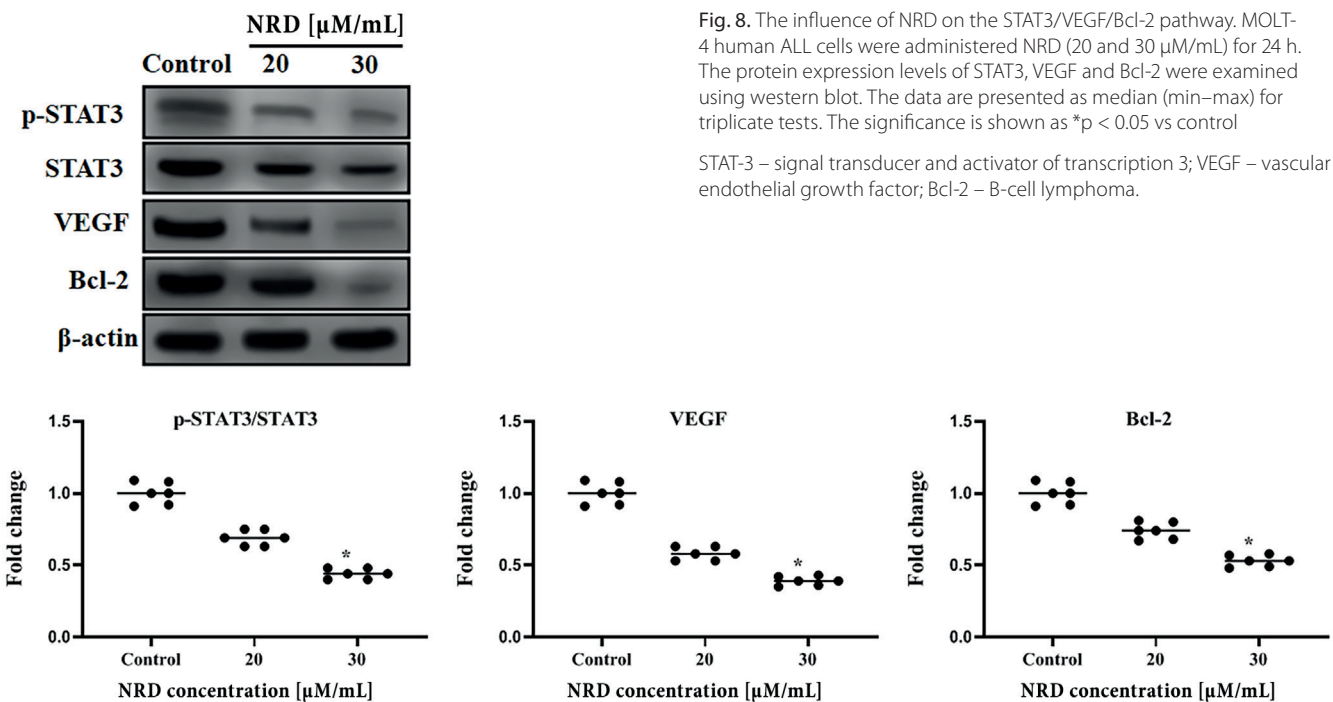 NRD [µM/mL]
Control 20 30
p-STAT3
STAT3
VEGF
Bcl-2
β-actin
Fig. 8. The influence of NRD on the STAT3/VEGF/Bcl-2 pathway. MOLT-
4 human ALL cells were administered NRD (20 and 30 µM/mL) for 24 h.
The protein expression levels of STAT3, VEGF and Bcl-2 were examined
using western blot. The data are presented as median (min–max) for
triplicate tests. The significance is shown as *p < 0.05 vs control
STAT-3 – signal transducer and activator of transcription 3; VEGF – vascular
endothelial growth factor; Bcl-2 – B-cell lymphoma.
p-STAT3/STAT3
Fold change
1.5
1.0
0.5
0.0
*
Control 20 30
NRD concentration [µM/mL]
VEGF
Fold change
1.5
1.0
0.5
0.0
*
Control 20 30
NRD concentration [µM/mL]
Bcl-2
Fold change
1.5
1.0
0.5
0.0
*
Control 20 30
NRD concentration [µM/mL]